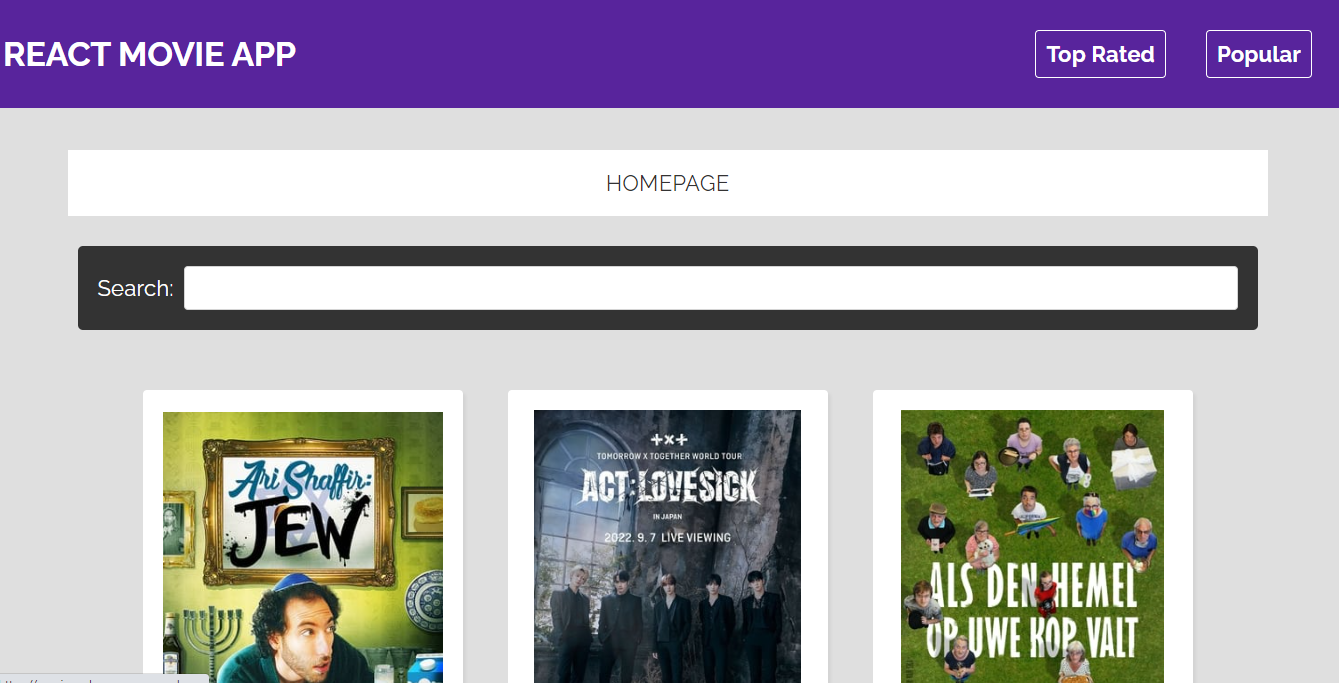 REACT MOVIE APP
Top Rated
Popular
HOMEPAGE
Search:
Ari Shaffir:
JEW
TOMORROW X TOGETHER WORLD TOUR
ACT:LOVESICK
IN JAPAN
2022. 9. 7 LIVE VIEWING
ALS DEN HEMEL
OP UWE KOP VALT